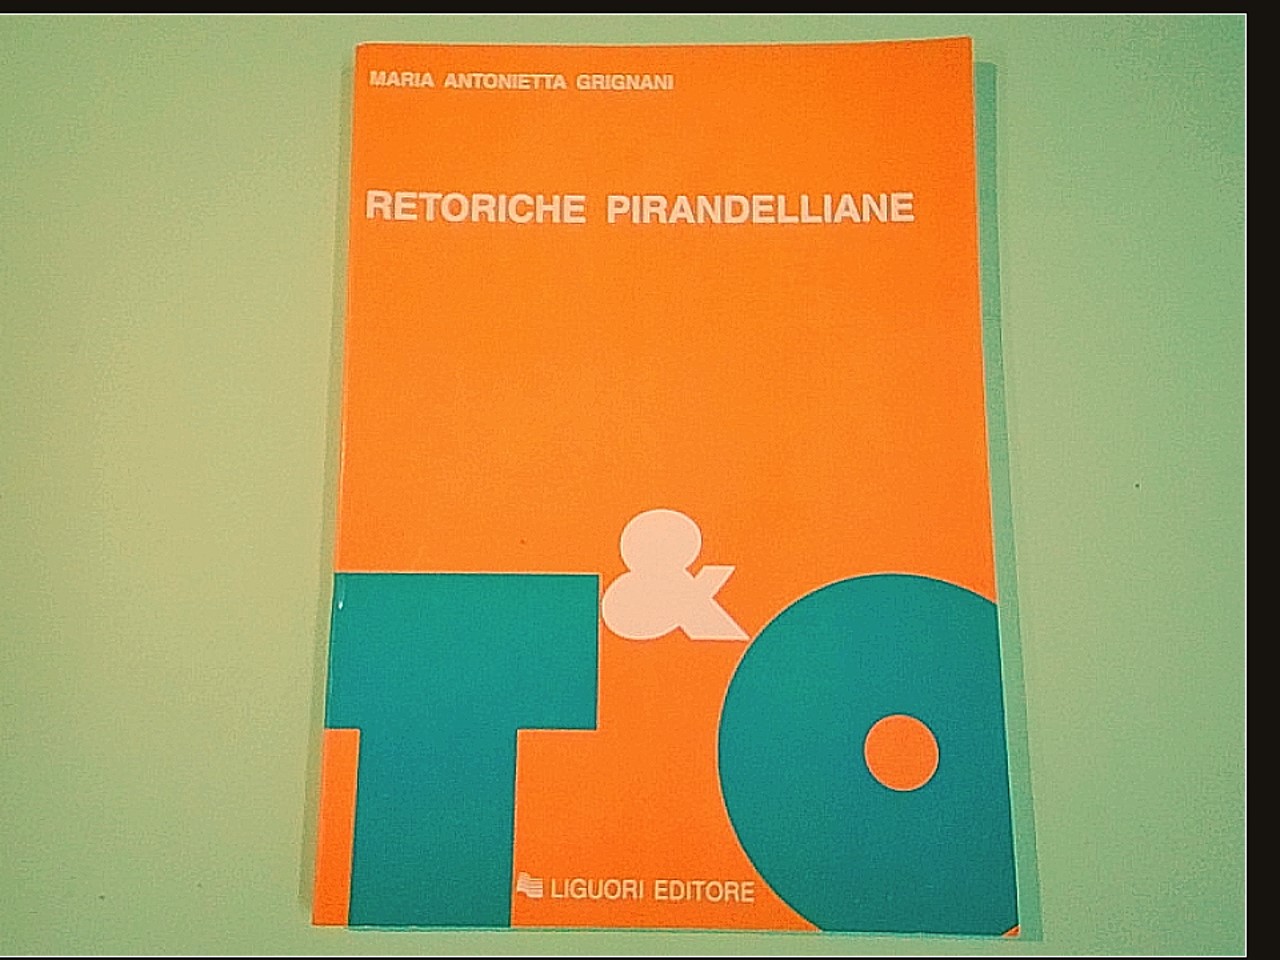 MARIA ANTONIETTA GRIGNANI
RETORICHE PIRANDELLIANE
T&O
LIGUORI EDITORE